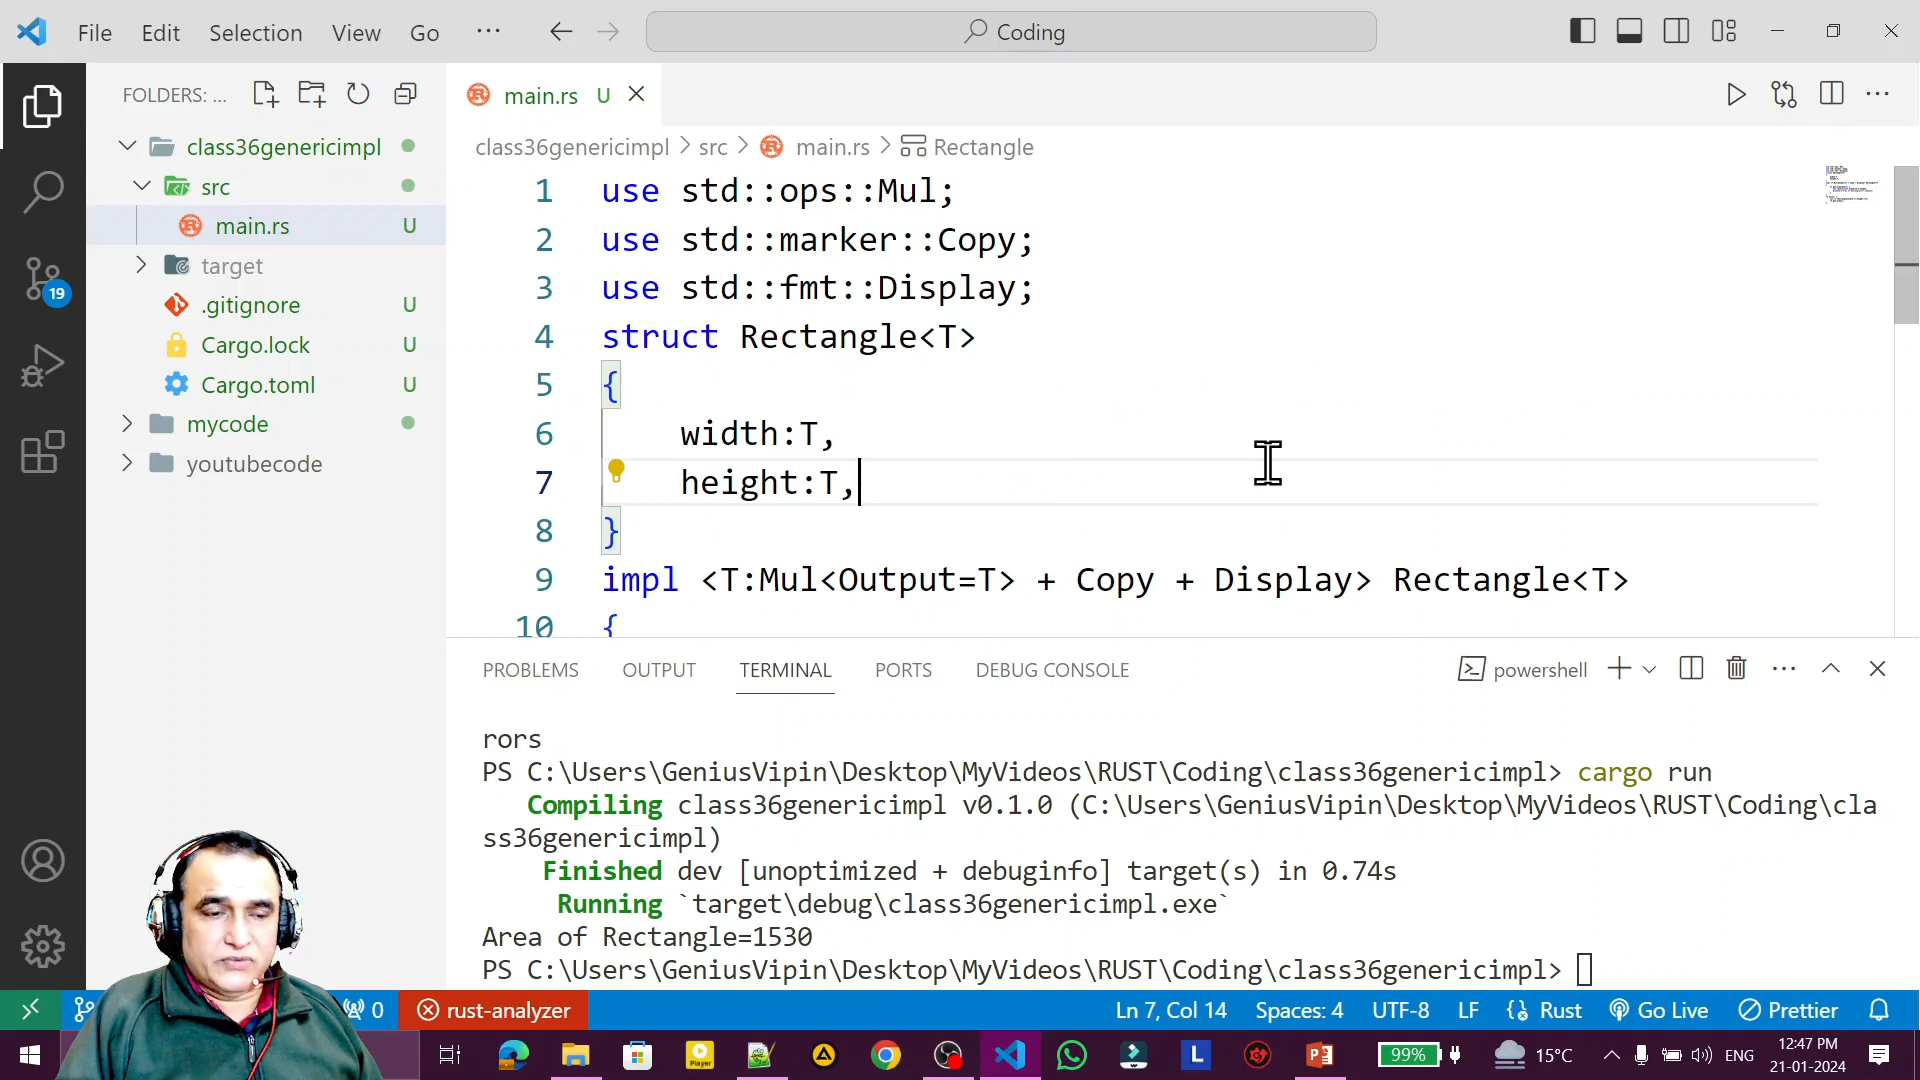 File Edit Selection View Go ··· Coding
FOLDERS: ...
class36genericimpl
src
main.rs U
target
.gitignore U
Cargo.lock U
Cargo.toml U
mycode
youtubecode
19
main.rs U
class36genericimpl > src > main.rs > Rectangle
1 use std::ops::Mul;
2 use std::marker::Copy;
3 use std::fmt::Display;
4 struct Rectangle<T>
5 {
6 width:T,
7 height:T,
8 }
9 impl <T:Mul<Output=T> + Copy + Display> Rectangle<T>
10 {
PROBLEMS OUTPUT TERMINAL PORTS DEBUG CONSOLE powershell
rors
PS C:\Users\GeniusVipin\Desktop\MyVideos\RUST\Coding\class36genericimpl> cargo run
Compiling class36genericimpl v0.1.0 (C:\Users\GeniusVipin\Desktop\MyVideos\RUST\Coding\cla
ss36genericimpl)
Finished dev [unoptimized + debuginfo] target(s) in 0.74s
Running `target\debug\class36genericimpl.exe`
Area of Rectangle=1530
PS C:\Users\GeniusVipin\Desktop\MyVideos\RUST\Coding\class36genericimpl>
0 rust-analyzer Ln 7, Col 14 Spaces: 4 UTF-8 LF Rust Go Live Prettier
Player L 99% 15°C ENG
12:47 PM
21-01-2024